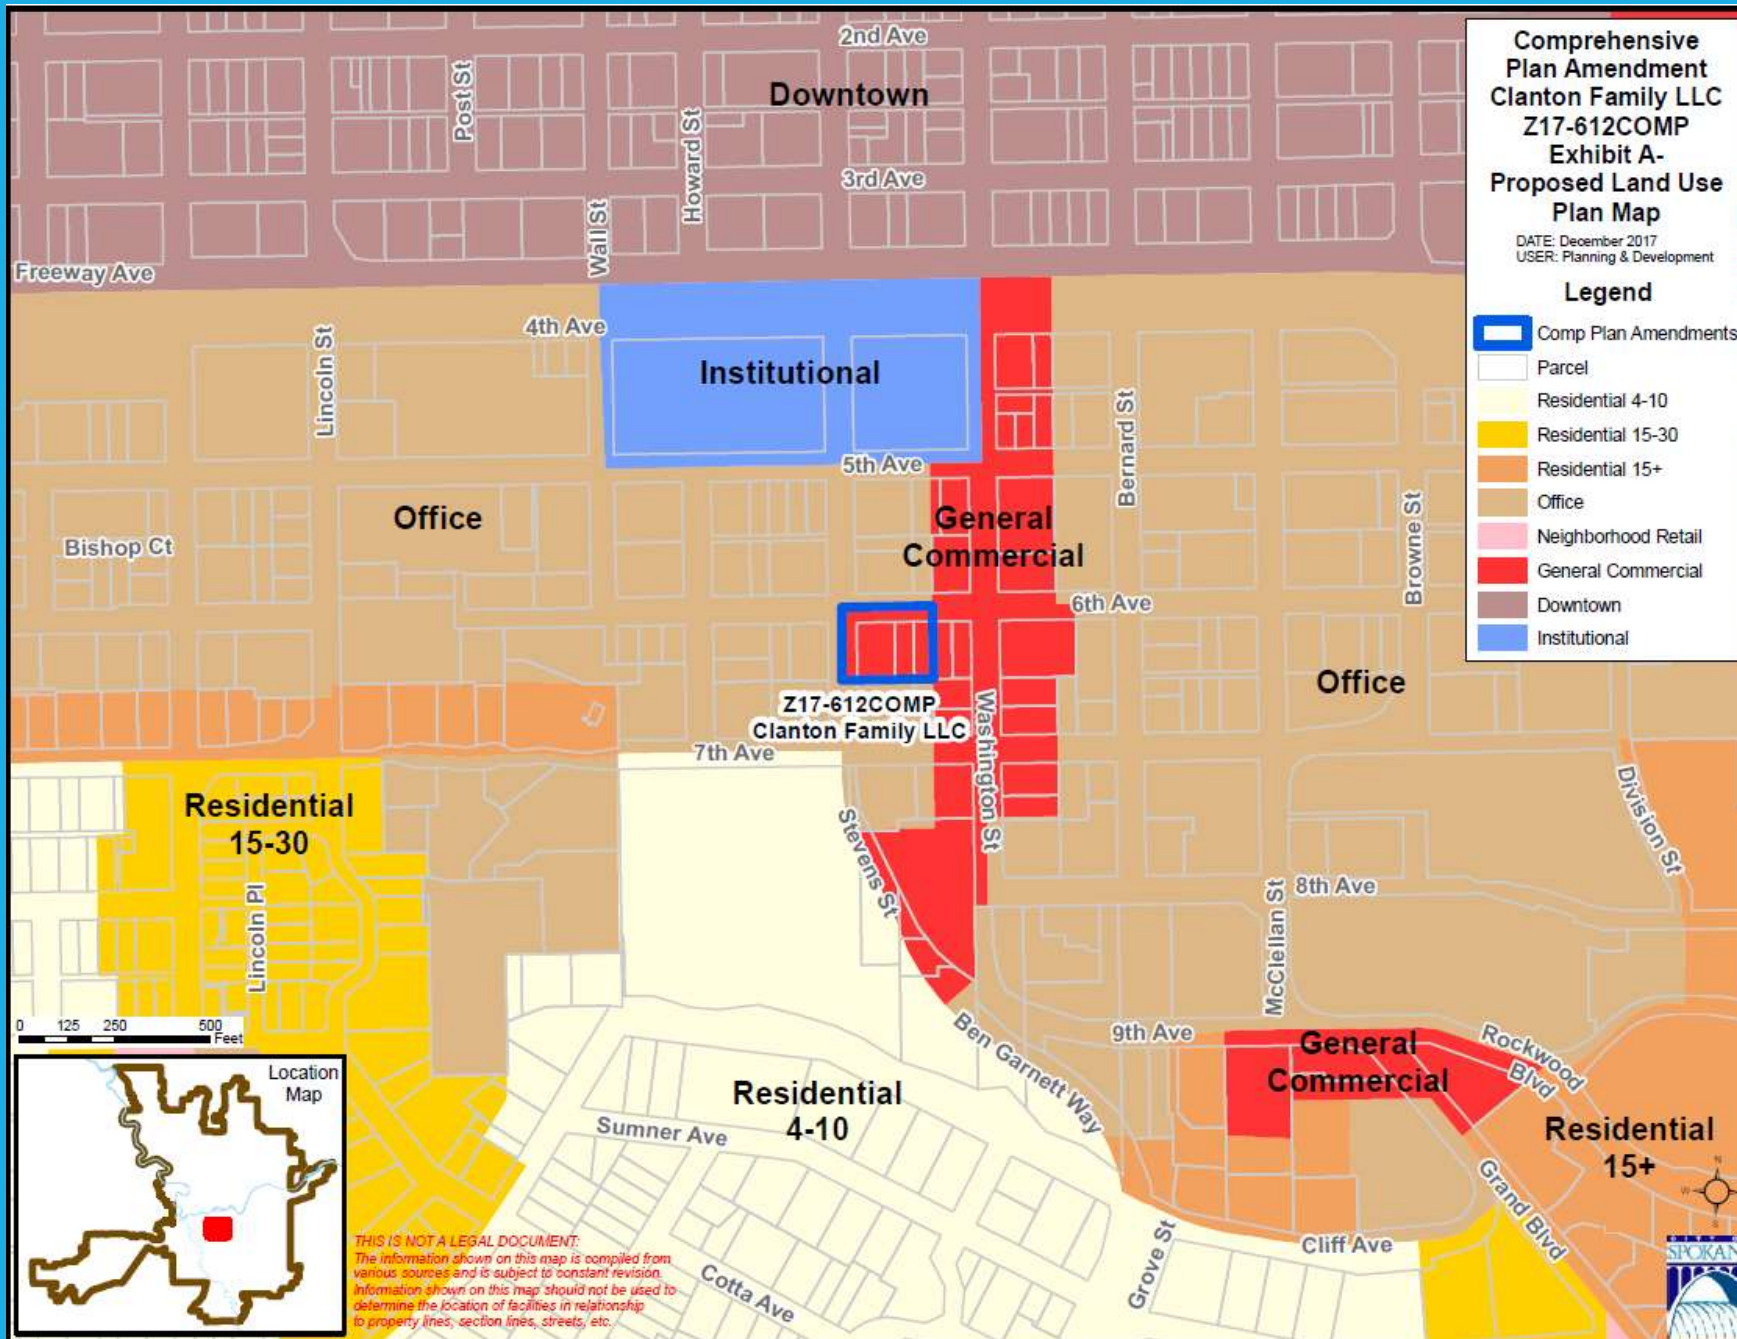 2nd Ave
Downtown
Post St
Howard St
3rd Ave
Wall St
Freeway Ave
4th Ave
Lincoln St
Institutional
Bernard St
5th Ave
Office
General
Commercial
Browne St
Bishop Ct
6th Ave
Office
Z17-612COMP
Clanton Family LLC
Washington St
7th Ave
Residential
15-30
Stevens St
Division St
8th Ave
Lincoln Pl
McClellan St
Ben Garnett Way
9th Ave
General
Commercial
Rockwood
Blvd
Residential
4-10
Sumner Ave
Residential
15+
Grand Blvd
Cliff Ave
Grove St
Cotta Ave
Comprehensive
Plan Amendment
Clanton Family LLC
Z17-612COMP
Exhibit A-
Proposed Land Use
Plan Map
DATE: December 2017
USER: Planning & Development
Legend
Comp Plan Amendments
Parcel
Residential 4-10
Residential 15-30
Residential 15+
Office
Neighborhood Retail
General Commercial
Downtown
Institutional
0 125 250 500
Feet
Location
Map
THIS IS NOT A LEGAL DOCUMENT:
The information shown on this map is compiled from
various sources and is subject to constant revision.
Information shown on this map should not be used to
determine the location of facilities in relationship
to property lines, section lines, streets, etc.
N
W
S
SPOKAN